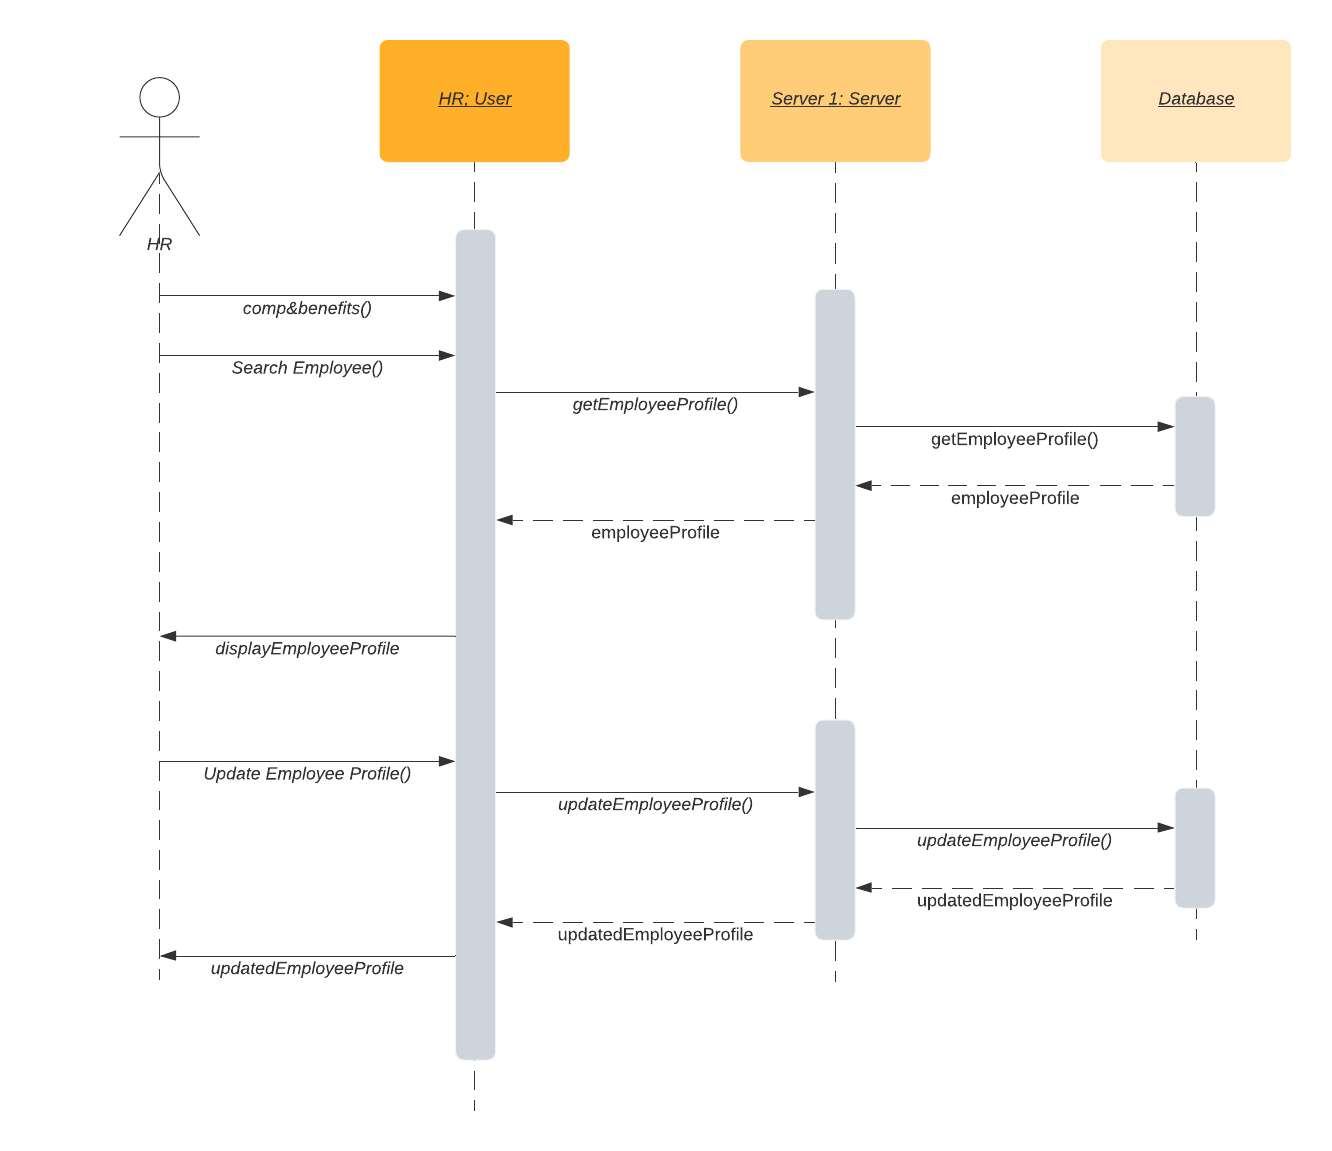 HR; User
Server 1: Server
Database
HR
comp&benefits()
Search Employee()
getEmployeeProfile()
getEmployeeProfile()
employeeProfile
employeeProfile
displayEmployeeProfile
Update Employee Profile()
updateEmployeeProfile()
updateEmployeeProfile()
updatedEmployeeProfile
updatedEmployeeProfile
updatedEmployeeProfile